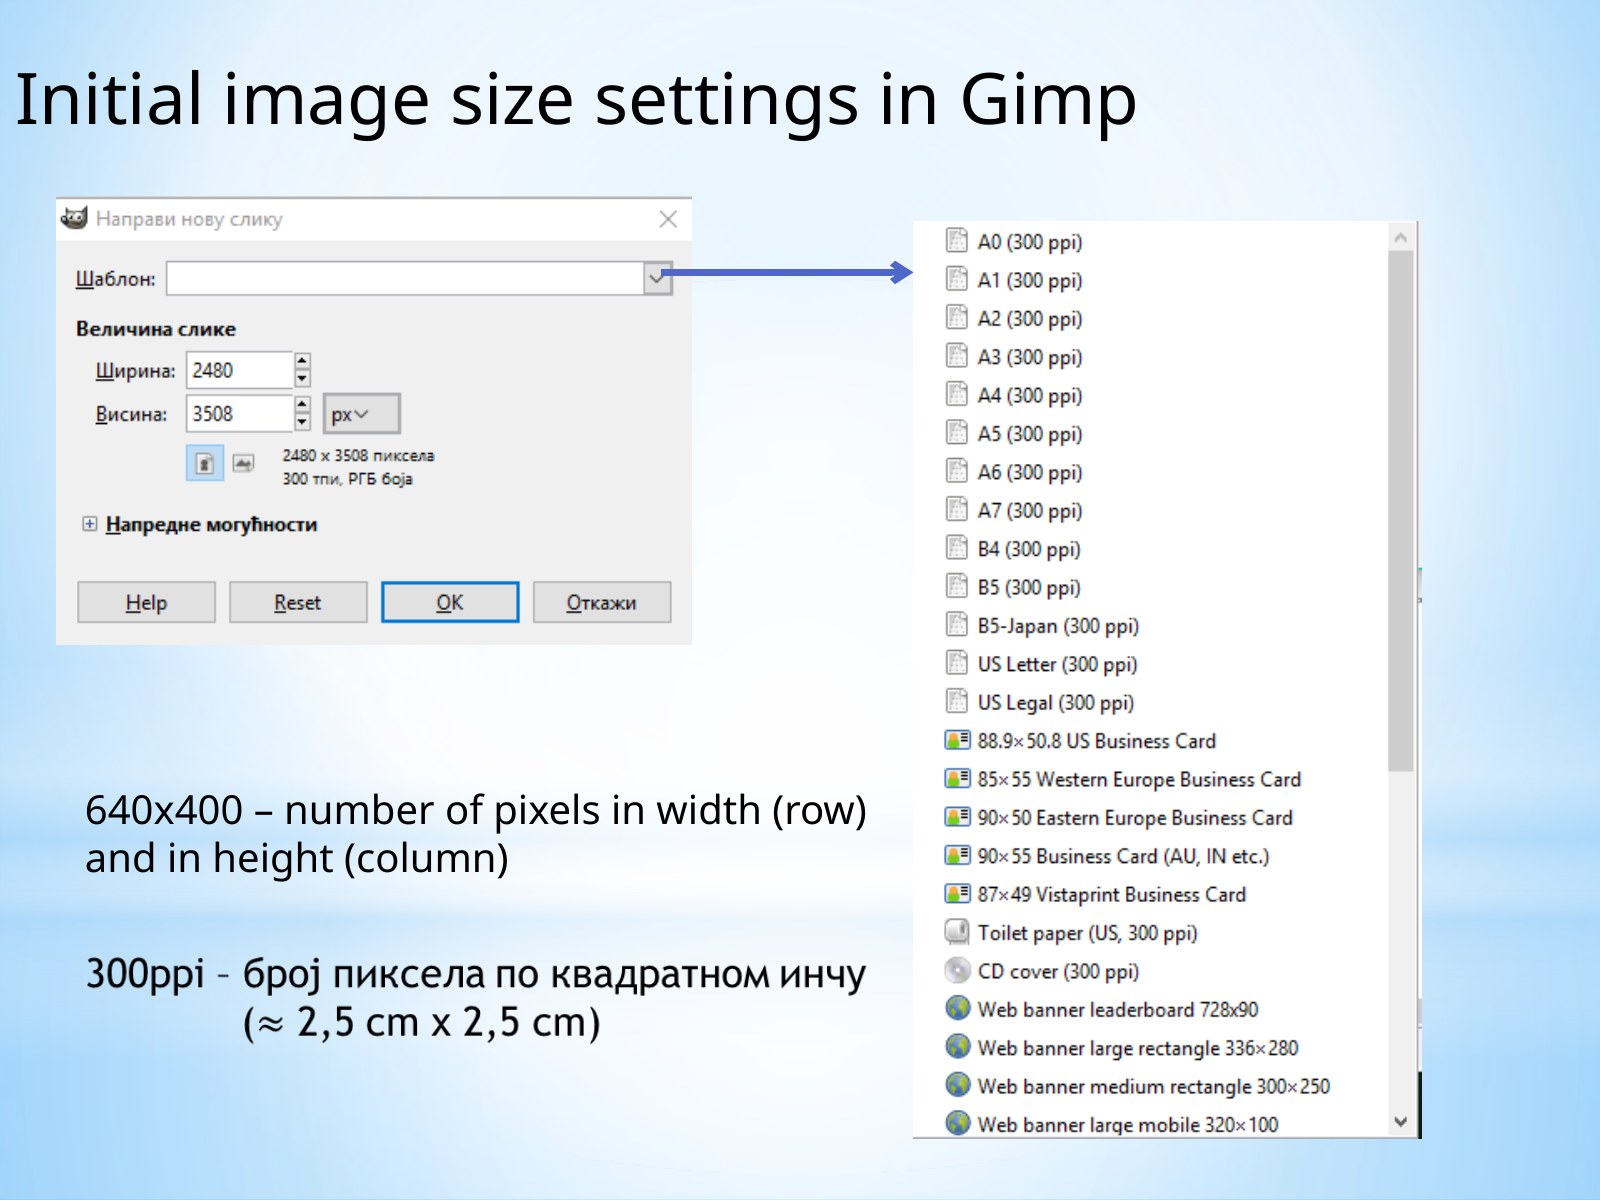 Initial image size settings in Gimp
Направи нову слику
Шаблон:
Величина слике
Ширина: 2480
Висина: 3508 px
2480 x 3508 пиксела
300 тпи, РГБ боја
Напредне могућности
Help Reset OK Откажи
A0 (300 ppi)
A1 (300 ppi)
A2 (300 ppi)
A3 (300 ppi)
A4 (300 ppi)
A5 (300 ppi)
A6 (300 ppi)
A7 (300 ppi)
B4 (300 ppi)
B5 (300 ppi)
B5-Japan (300 ppi)
US Letter (300 ppi)
US Legal (300 ppi)
88.9×50.8 US Business Card
85×55 Western Europe Business Card
90×50 Eastern Europe Business Card
90×55 Business Card (AU, IN etc.)
87×49 Vistaprint Business Card
Toilet paper (US, 300 ppi)
CD cover (300 ppi)
Web banner leaderboard 728x90
Web banner large rectangle 336×280
Web banner medium rectangle 300×250
Web banner large mobile 320×100
640x400 – number of pixels in width (row)
and in height (column)
300ppi – број пиксела по квадратном инчу
(≈ 2,5 cm x 2,5 cm)